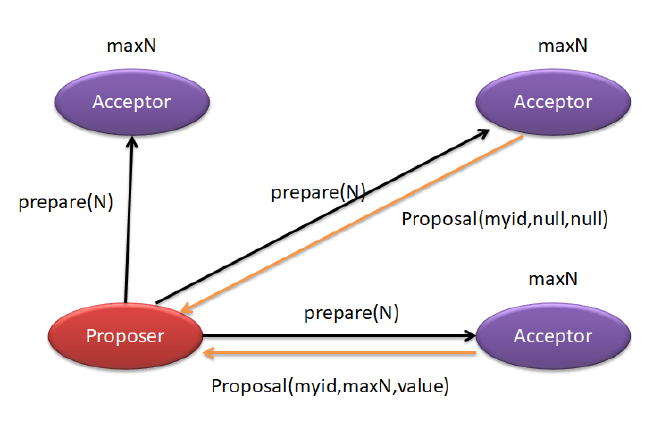 maxN
maxN
Acceptor
Acceptor
prepare(N)
prepare(N)
Proposal(myid,null,null)
maxN
prepare(N)
Proposer
Acceptor
Proposal(myid,maxN,value)